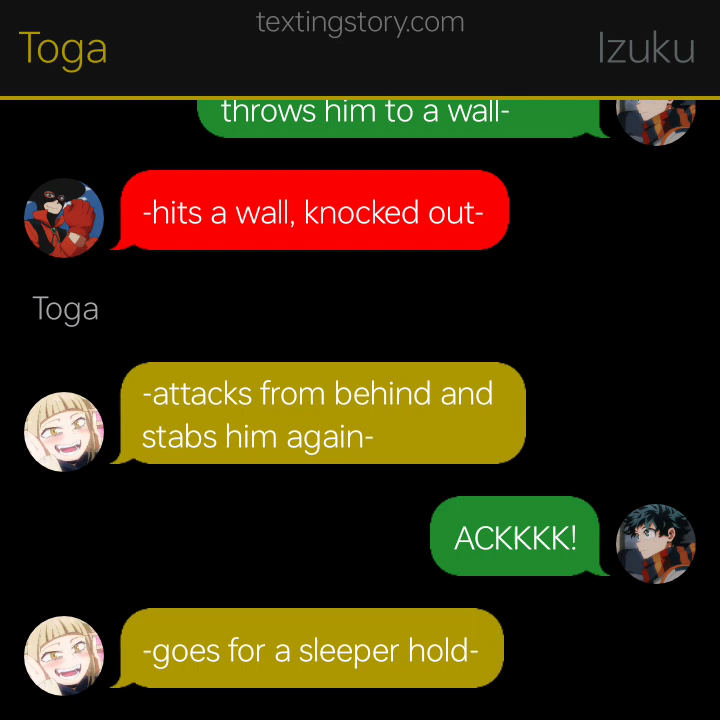 textingstory.com
Toga
Izuku
throws him to a wall-
-hits a wall, knocked out-
Toga
-attacks from behind and
stabs him again-
ACKKKK!
-goes for a sleeper hold-